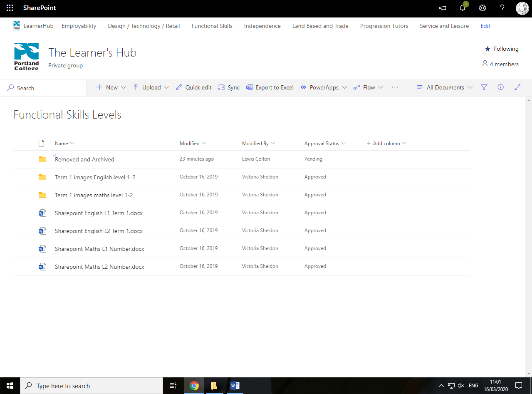 SharePoint
LearnerHub Employability Design / Technology / Retail Functional Skills Independence Land Based and Trade Progression Tutors Service and Leisure Edit
Portland College
The Learner's Hub
Private group
Following
4 members
Search
+ New Upload Quick edit Sync Export to Excel PowerApps Flow ... All Documents
Functional Skills Levels
Name Modified Modified By Approval Status + Add column
Removed and Archived 23 minutes ago Lewis Colton Pending
Term 1 images English level 1-2 October 16, 2019 Victoria Sheldon Approved
Term 1 images maths level 1-2 October 16, 2019 Victoria Sheldon Approved
Sharepoint English L1 Term 1.docx October 16, 2019 Victoria Sheldon Approved
Sharepoint English L2 Term 1.docx October 16, 2019 Victoria Sheldon Approved
Sharepoint Maths L1 Number.docx October 16, 2019 Victoria Sheldon Approved
Sharepoint Maths L2 Number.docx October 16, 2019 Victoria Sheldon Approved
Type here to search
ENG
11:01
16/03/2020